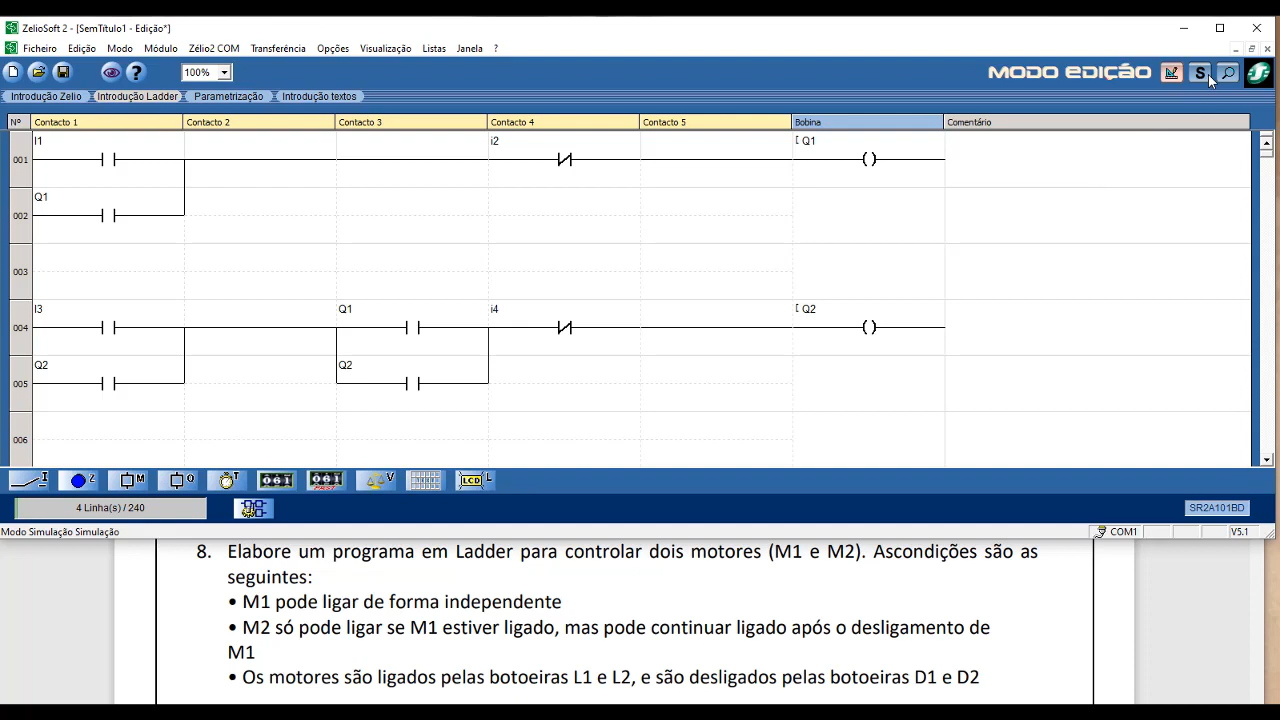 ZelioSoft 2 - [SemTítulo1 - Edição*]
Ficheiro Edição Modo Módulo Zélio2 COM Transferência Opções Visualização Listas Janela ?
100% MODO EDIÇÃO S
Introdução Zelio Introdução Ladder Parametrização Introdução textos
Nº Contacto 1 Contacto 2 Contacto 3 Contacto 4 Contacto 5 Bobina Comentário
I1 i2 [ Q1
001
Q1
002
003
I3 Q1 i4 [ Q2
004
Q2 Q2
005
006
I Z M Q T 061 061 FAST V LCD L
4 Linha(s) / 240 SR2A101BD
Modo Simulação Simulação COM1 V5.1
8. Elabore um programa em Ladder para controlar dois motores (M1 e M2). Ascondições são as
seguintes:
• M1 pode ligar de forma independente
• M2 só pode ligar se M1 estiver ligado, mas pode continuar ligado após o desligamento de
M1
• Os motores são ligados pelas botoeiras L1 e L2, e são desligados pelas botoeiras D1 e D2